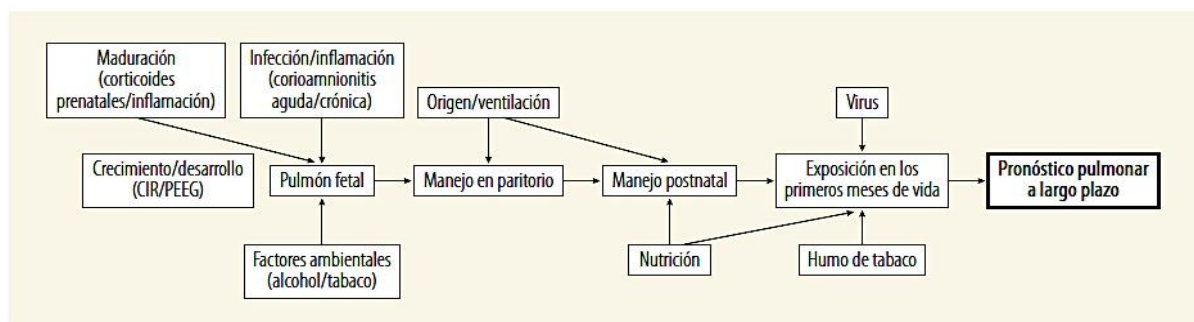 Maduración
(corticoides
prenatales/inflamación)
Infección/inflamación
(corioamnionitis
aguda/crónica)
Origen/ventilación
Virus
Crecimiento/desarrollo
(CIR/PEEG)
Pulmón fetal
Manejo en paritorio
Manejo postnatal
Exposición en los
primeros meses de vida
Pronóstico pulmonar
a largo plazo
Factores ambientales
(alcohol/tabaco)
Nutrición
Humo de tabaco